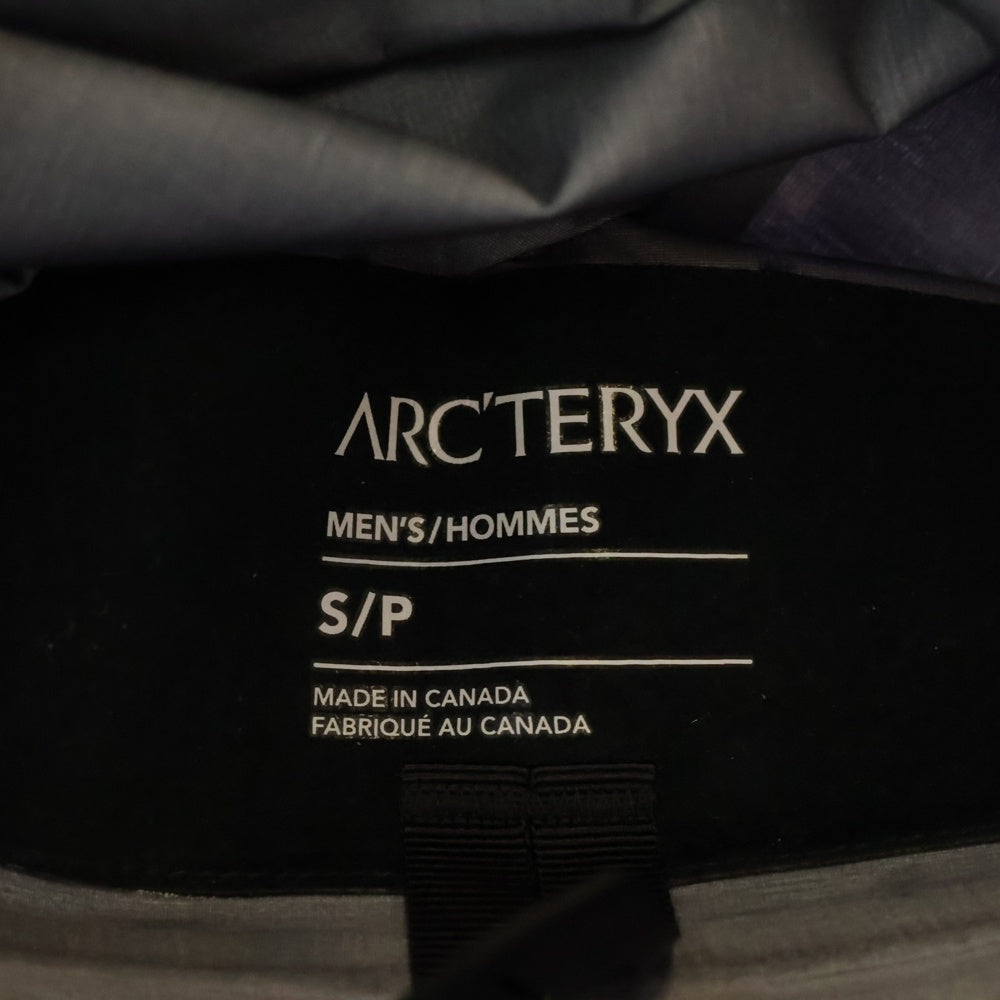 ARC'TERYX
MEN'S/HOMMES
S/P
MADE IN CANADA
FABRIQUÉ AU CANADA